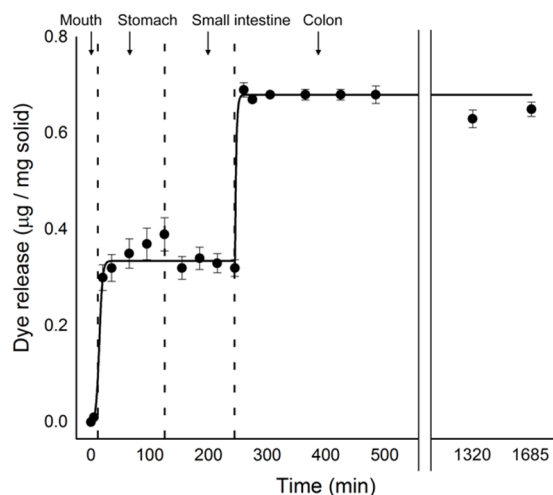 Mouth Stomach Small intestine Colon
0.8
0.6
0.4
0.2
0.0
Dye release (μg / mg solid)
0 100 200 300 400 500 1320 1685
Time (min)